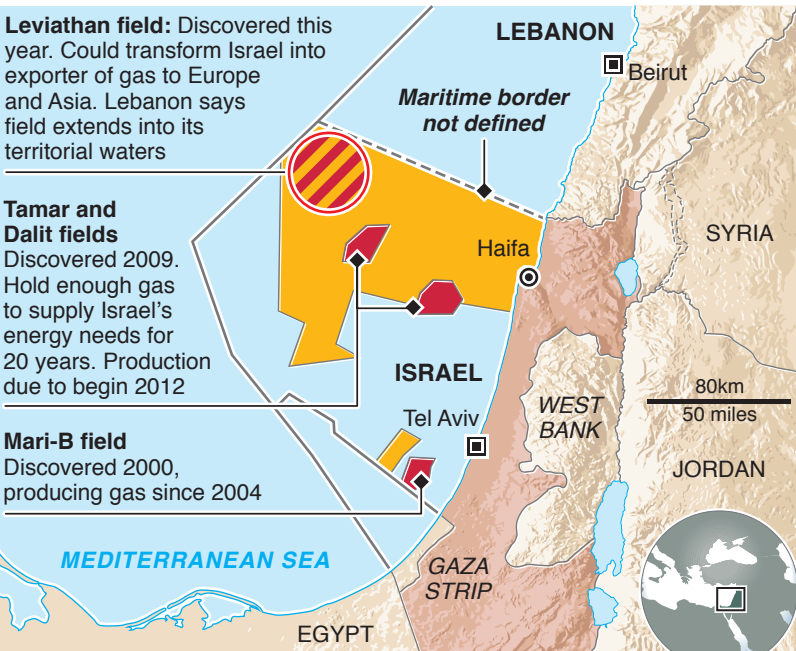 Leviathan field: Discovered this
year. Could transform Israel into
exporter of gas to Europe
and Asia. Lebanon says
field extends into its
territorial waters
Tamar and
Dalit fields
Discovered 2009.
Hold enough gas
to supply Israel's
energy needs for
20 years. Production
due to begin 2012
Mari-B field
Discovered 2000,
producing gas since 2004
LEBANON
Beirut
Maritime border
not defined
SYRIA
Haifa
ISRAEL
Tel Aviv
WEST
BANK
80km
50 miles
JORDAN
MEDITERRANEAN SEA
GAZA
STRIP
EGYPT